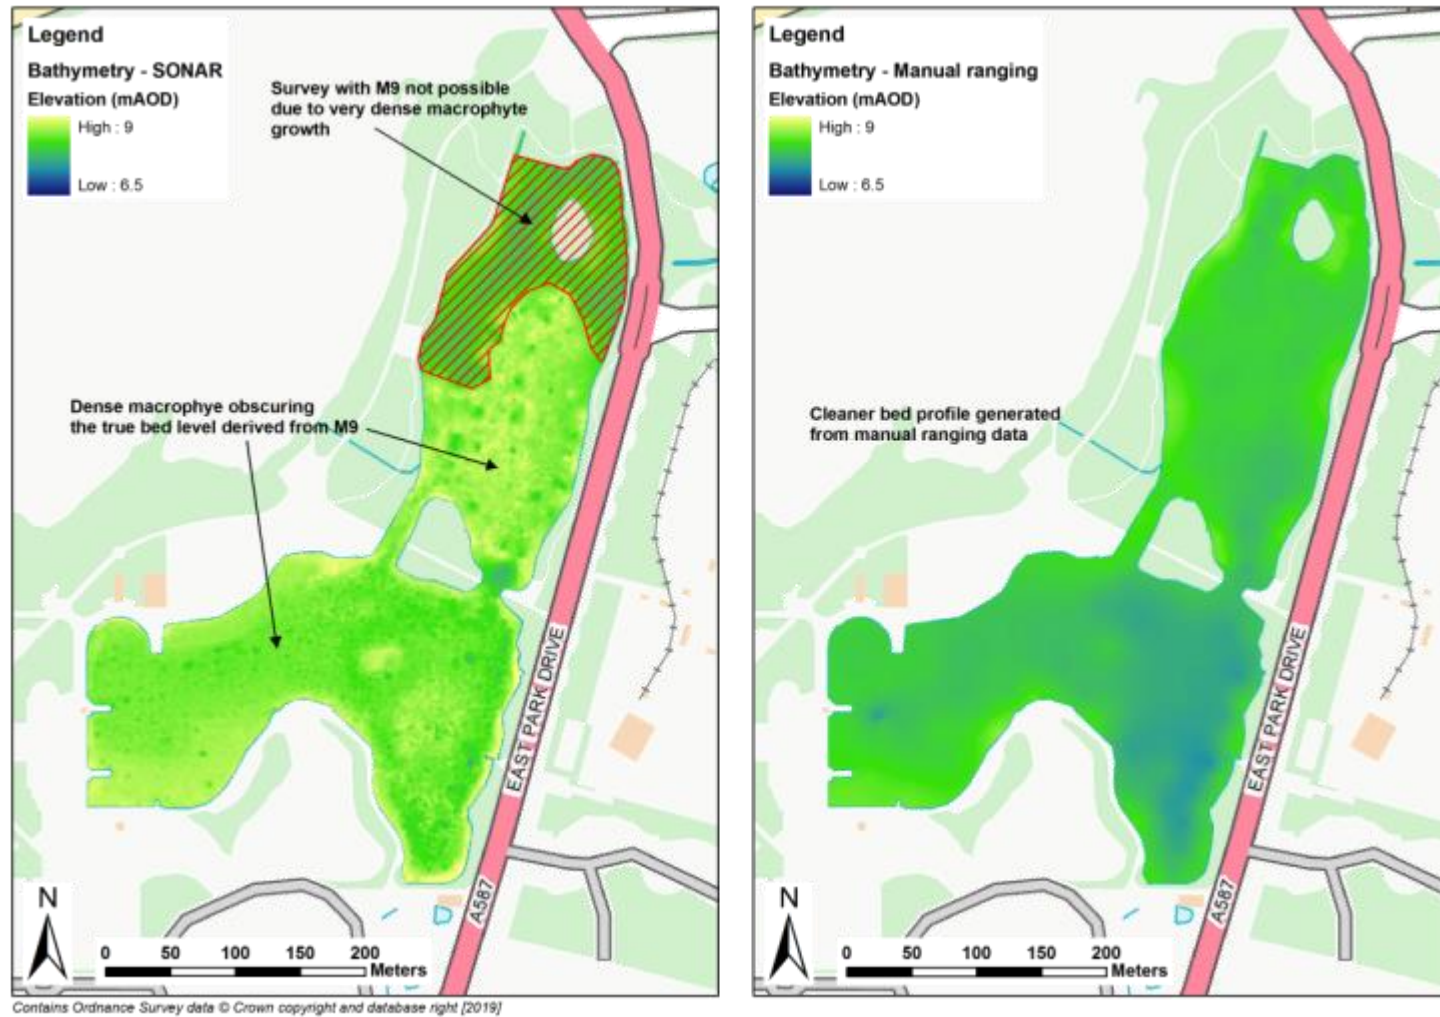 Legend
Bathymetry - SONAR
Elevation (mAOD)
High : 9
Low : 6.5
Survey with M9 not possible
due to very dense macrophyte
growth
Dense macrophye obscuring
the true bed level derived from M9
EAST PARK DRIVE
A587
N
0 50 100 150 200
Meters
Contains Ordnance Survey data © Crown copyright and database right [2019]
Legend
Bathymetry - Manual ranging
Elevation (mAOD)
High : 9
Low : 6.5
Cleaner bed profile generated
from manual ranging data
EAST PARK DRIVE
A587
N
0 50 100 150 200
Meters